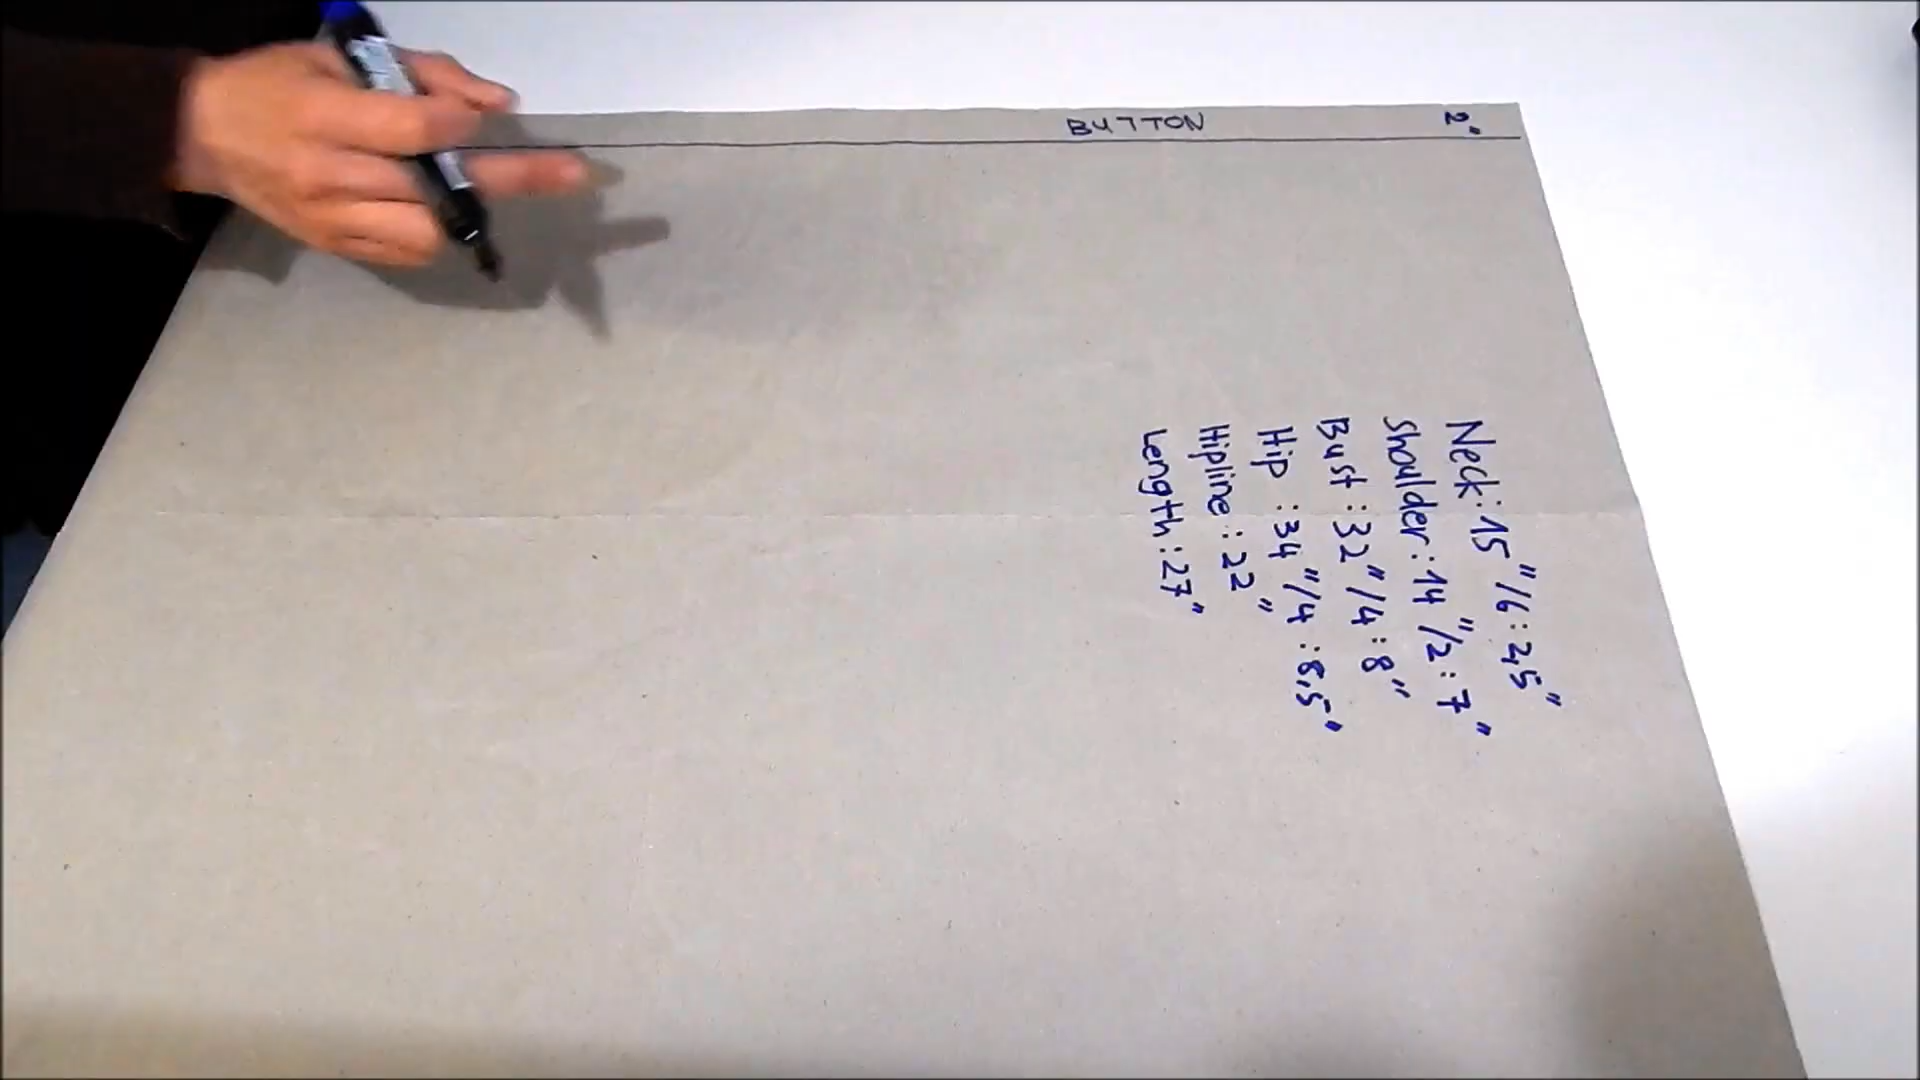 BUTTON
2"
Neck:15"/6:2,5"
Shoulder:14"/2:7"
Bust:32"/4:8"
Hip:34"/4:8,5"
Hipline:22"
Length:27"